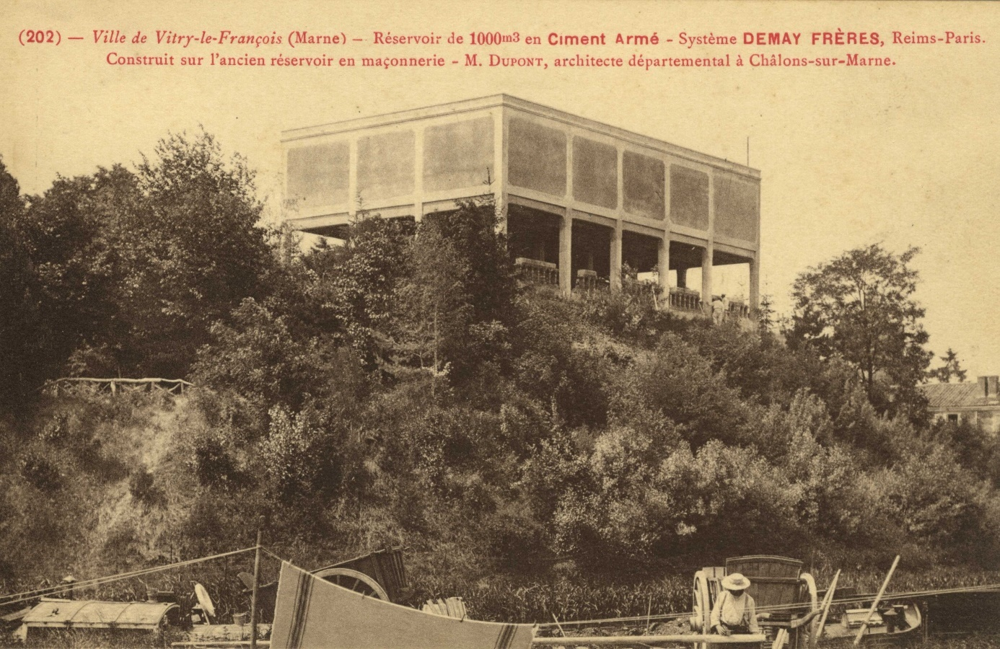 (202) — Ville de Vitry-le-François (Marne) — Réservoir de 1000m3 en Ciment Armé - Système DEMAY FRÈRES, Reims-Paris.
Construit sur l'ancien réservoir en maçonnerie - M. DUPONT, architecte départemental à Châlons-sur-Marne.